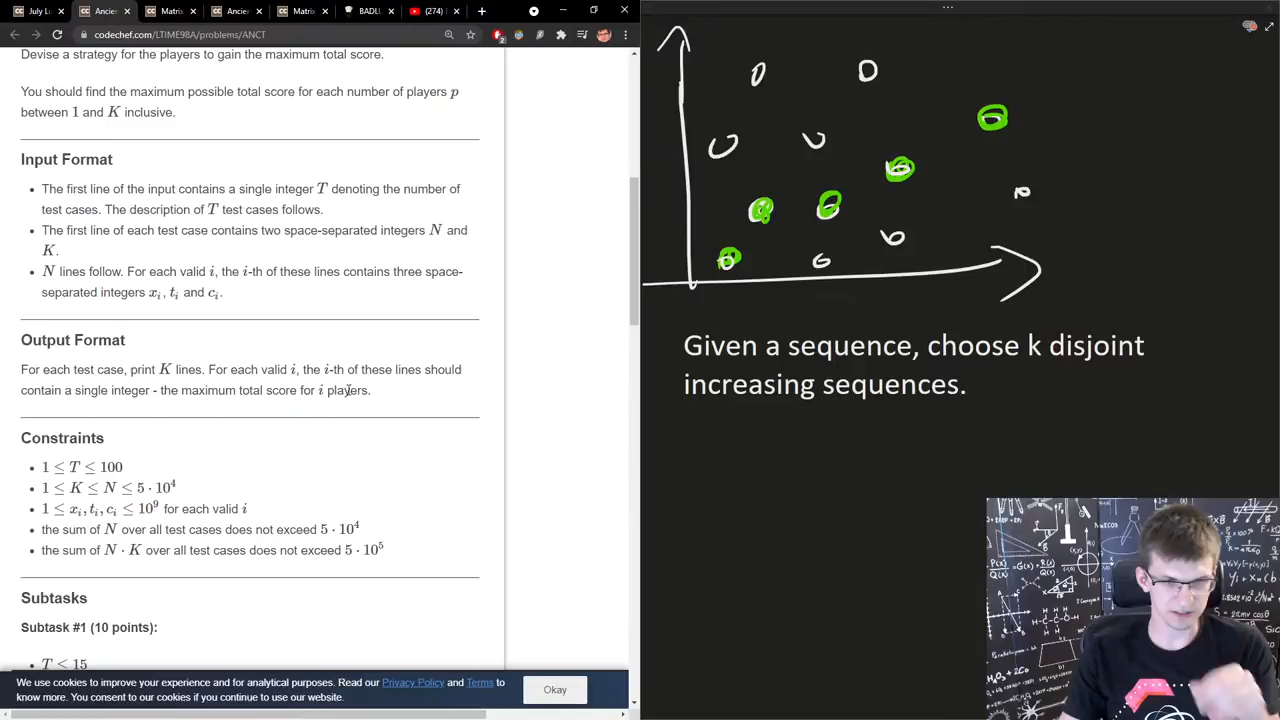 July Lu
Ancien
Matrix
Ancien
Matrix
BADLL
(274)
codechef.com/LTIME98A/problems/ANCT
Devise a strategy for the players to gain the maximum total score.
You should find the maximum possible total score for each number of players p
between 1 and K inclusive.
Input Format
The first line of the input contains a single integer T denoting the number of
test cases. The description of T test cases follows.
The first line of each test case contains two space-separated integers N and
K.
N lines follow. For each valid i, the i-th of these lines contains three space-
separated integers xi, ti and ci.
Output Format
For each test case, print K lines. For each valid i, the i-th of these lines should
contain a single integer - the maximum total score for i players.
Constraints
1 ≤ T ≤ 100
1 ≤ K ≤ N ≤ 5 · 10^4
1 ≤ xi, ti, ci ≤ 10^9 for each valid i
the sum of N over all test cases does not exceed 5 · 10^4
the sum of N · K over all test cases does not exceed 5 · 10^5
Subtasks
Subtask #1 (10 points):
T ≤ 15
We use cookies to improve your experience and for analytical purposes. Read our Privacy Policy and Terms to
know more. You consent to our cookies if you continue to use our website.
Okay
Given a sequence, choose k disjoint
increasing sequences.